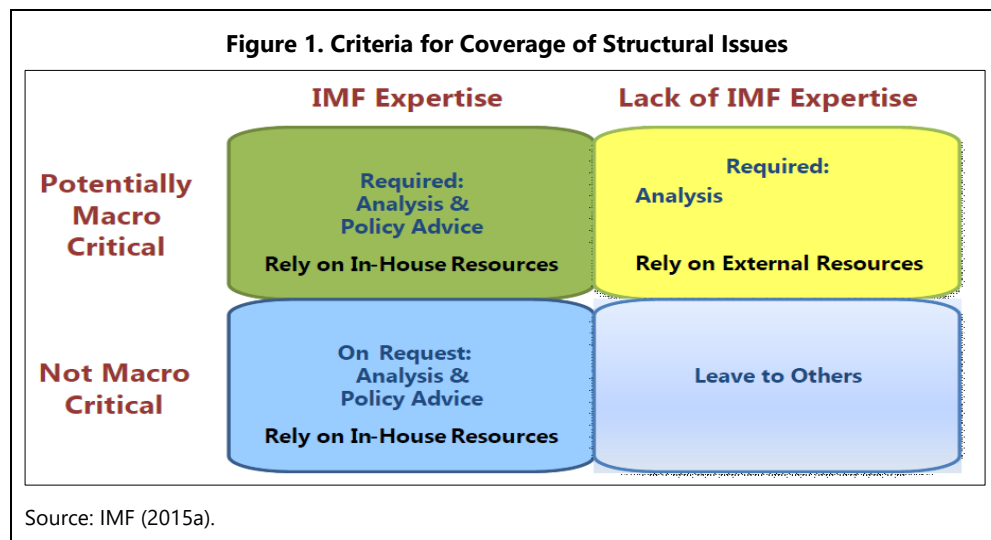 Figure 1. Criteria for Coverage of Structural Issues
IMF Expertise
Lack of IMF Expertise
Potentially
Macro
Critical
Required:
Analysis &
Policy Advice
Rely on In-House Resources
Required:
Analysis
Rely on External Resources
Not Macro
Critical
On Request:
Analysis &
Policy Advice
Rely on In-House Resources
Leave to Others
Source: IMF (2015a).